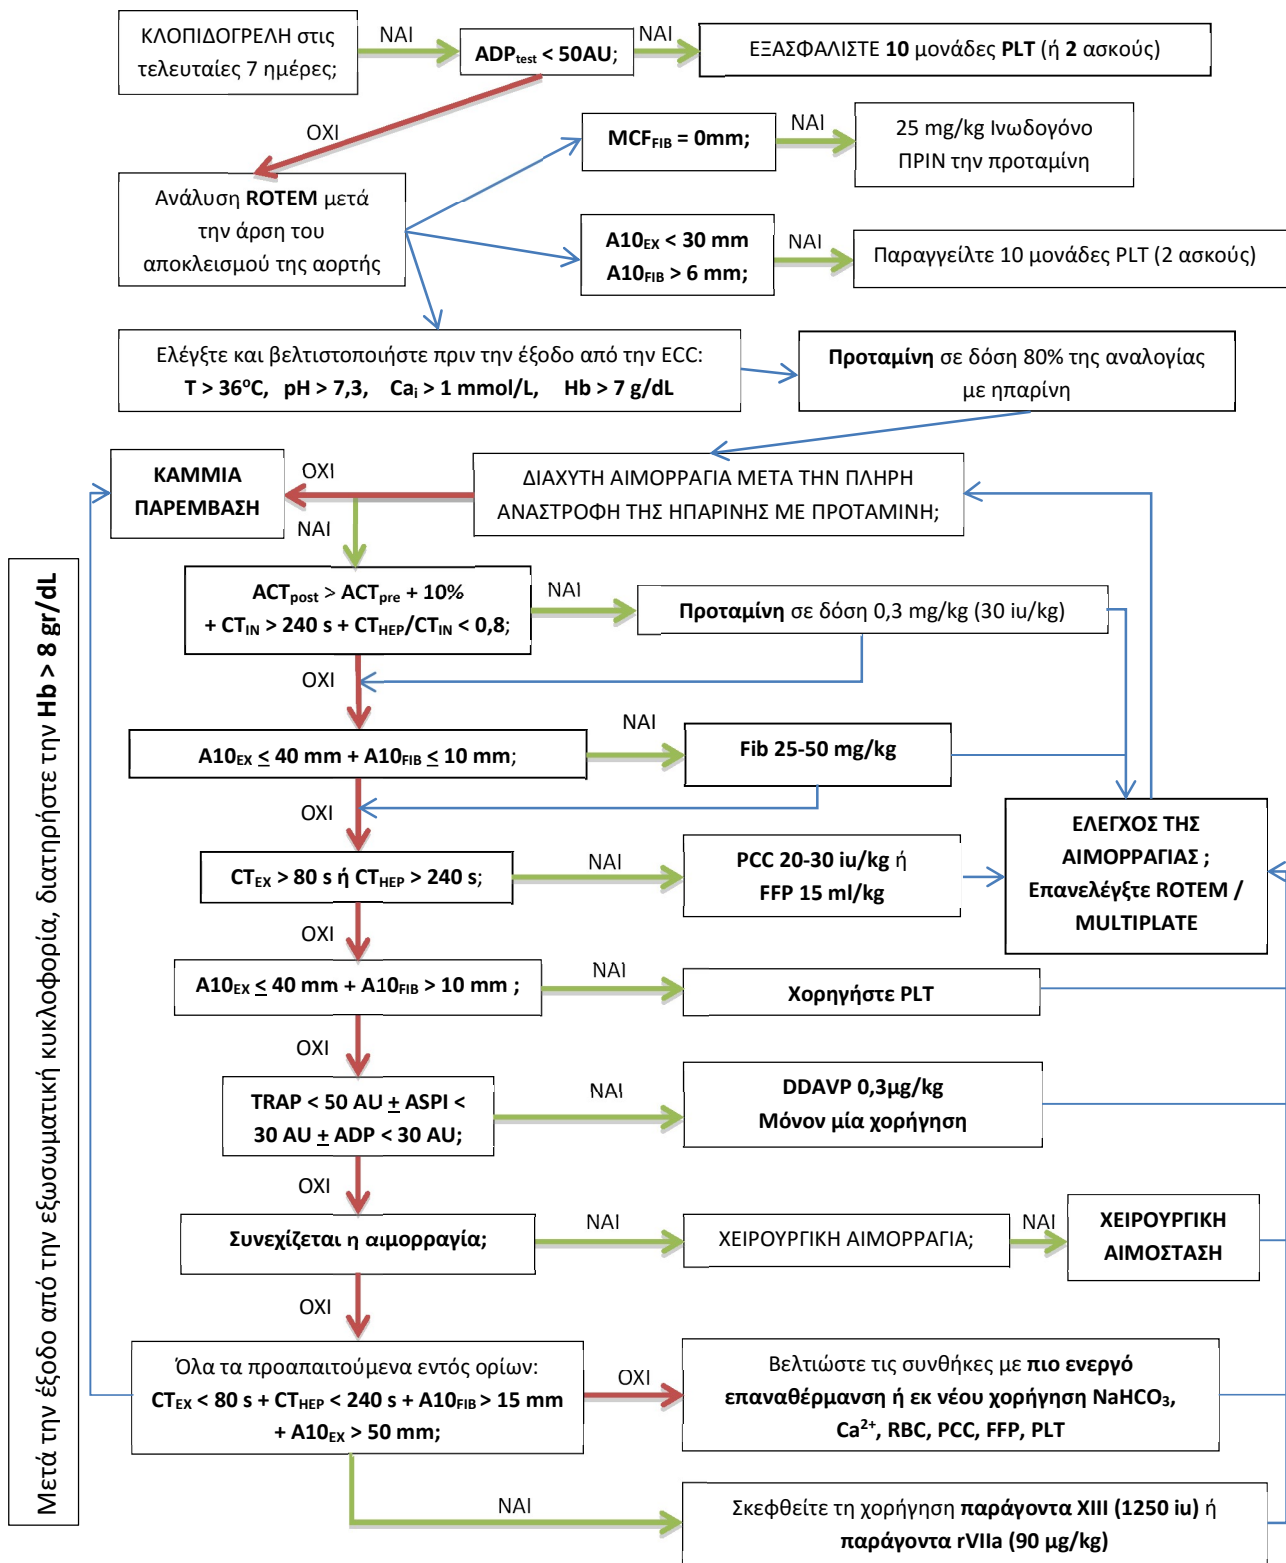 ΚΛΟΠΙΔΟΓΡΕΛΗ στις
τελευταίες 7 ημέρες;
ΝΑΙ
ADPtest < 50AU;
ΝΑΙ
ΕΞΑΣΦΑΛΙΣΤΕ 10 μονάδες PLT (ή 2 ασκούς)
ΟΧΙ
MCFFIB = 0mm;
ΝΑΙ
25 mg/kg Ινωδογόνο
ΠΡΙΝ την προταμίνη
Ανάλυση ROTEM μετά
την άρση του
αποκλεισμού της αορτής
A10EX < 30 mm
A10FIB > 6 mm;
ΝΑΙ
Παραγγείλτε 10 μονάδες PLT (2 ασκούς)
Ελέγξτε και βελτιστοποιήστε πριν την έξοδο από την ECC:
T > 36°C, pH > 7,3, Cai > 1 mmol/L, Hb > 7 g/dL
Προταμίνη σε δόση 80% της αναλογίας
με ηπαρίνη
ΚΑΜΜΙΑ
ΠΑΡΕΜΒΑΣΗ
ΟΧΙ
ΝΑΙ
ΔΙΑΧΥΤΗ ΑΙΜΟΡΡΑΓΙΑ ΜΕΤΑ ΤΗΝ ΠΛΗΡΗ
ΑΝΑΣΤΡΟΦΗ ΤΗΣ ΗΠΑΡΙΝΗΣ ΜΕ ΠΡΟΤΑΜΙΝΗ;
Μετά την έξοδο από την εξωσωματική κυκλοφορία, διατηρήστε την Hb > 8 gr/dL
ACTpost > ACTpre + 10%
+ CTIN > 240 s + CTHEP/CTIN < 0,8;
ΝΑΙ
Προταμίνη σε δόση 0,3 mg/kg (30 iu/kg)
ΟΧΙ
A10EX ≤ 40 mm + A10FIB ≤ 10 mm;
ΝΑΙ
Fib 25-50 mg/kg
ΟΧΙ
CTEX > 80 s ή CTHEP > 240 s;
ΝΑΙ
PCC 20-30 iu/kg ή
FFP 15 ml/kg
ΕΛΕΓΧΟΣ ΤΗΣ
ΑΙΜΟΡΡΑΓΙΑΣ ;
Επανελέγξτε ROTEM /
MULTIPLATE
ΟΧΙ
A10EX ≤ 40 mm + A10FIB > 10 mm ;
ΝΑΙ
Χορηγήστε PLT
ΟΧΙ
TRAP < 50 AU ± ASPI <
30 AU ± ADP < 30 AU;
ΝΑΙ
DDAVP 0,3μg/kg
Μόνον μία χορήγηση
ΟΧΙ
Συνεχίζεται η αιμορραγία;
ΝΑΙ
ΧΕΙΡΟΥΡΓΙΚΗ ΑΙΜΟΡΡΑΓΙΑ;
ΝΑΙ
ΧΕΙΡΟΥΡΓΙΚΗ
ΑΙΜΟΣΤΑΣΗ
ΟΧΙ
Όλα τα προαπαιτούμενα εντός ορίων:
CTEX < 80 s + CTHEP < 240 s + A10FIB > 15 mm
+ A10EX > 50 mm;
ΟΧΙ
Βελτιώστε τις συνθήκες με πιο ενεργό
επαναθέρμανση ή εκ νέου χορήγηση NaHCO3,
Ca2+, RBC, PCC, FFP, PLT
ΝΑΙ
Σκεφθείτε τη χορήγηση παράγοντα XIII (1250 iu) ή
παράγοντα rVIIa (90 μg/kg)